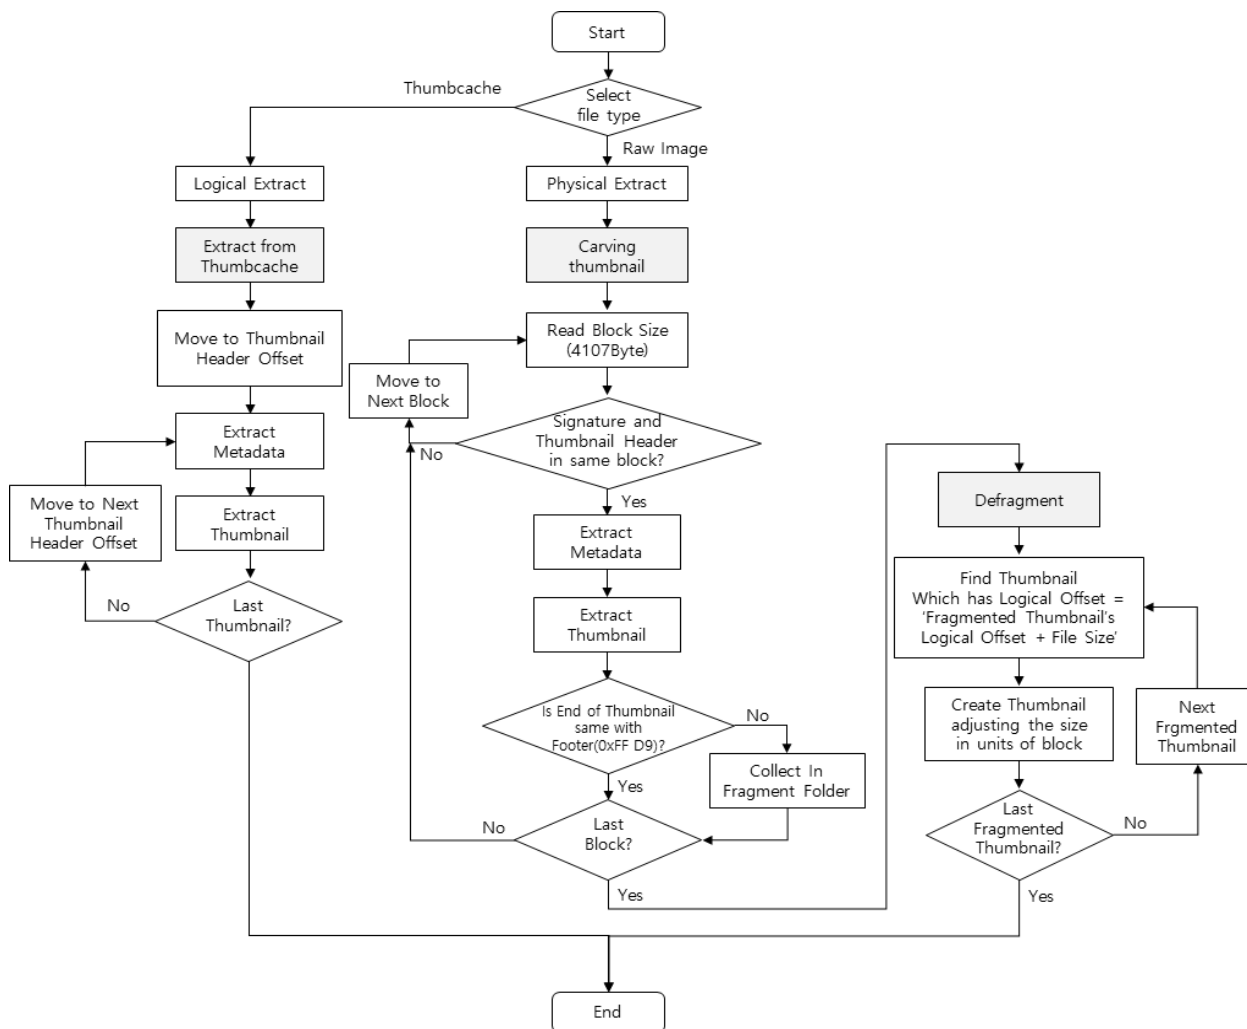 Start
Thumbcache
Select
file type
Raw Image
Logical Extract
Physical Extract
Extract from
Thumbcache
Carving
thumbnail
Move to Thumbnail
Header Offset
Read Block Size
(4107Byte)
Move to
Next Block
Signature and
Thumbnail Header
in same block?
No
Yes
Extract
Metadata
Move to Next
Thumbnail
Header Offset
Extract
Thumbnail
No
Last
Thumbnail?
Extract
Metadata
Extract
Thumbnail
Is End of Thumbnail
same with
Footer(0xFF D9)?
No
Yes
Collect In
Fragment Folder
No
Last
Block?
Yes
Defragment
Find Thumbnail
Which has Logical Offset =
'Fragmented Thumbnail's
Logical Offset + File Size'
Create Thumbnail
adjusting the size
in units of block
Next
Frgmented
Thumbnail
Last
Fragmented
Thumbnail?
No
Yes
End